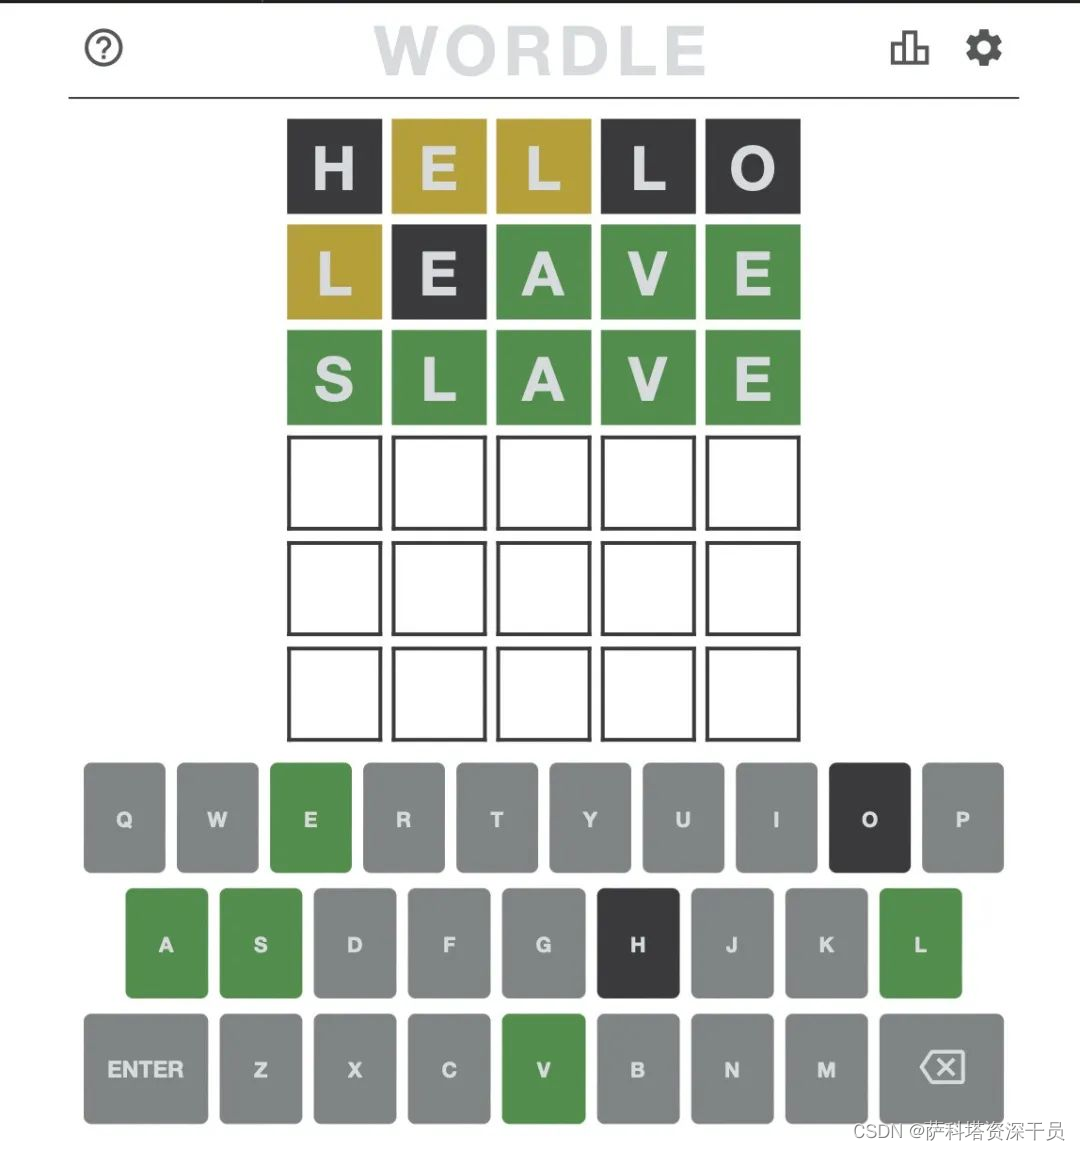 WORDLE
HELLO
LEAVE
SLAVE
Q W E R T Y U I O P
A S D F G H J K L
ENTER Z X C V B N M
CSDN @萨科塔资深干员